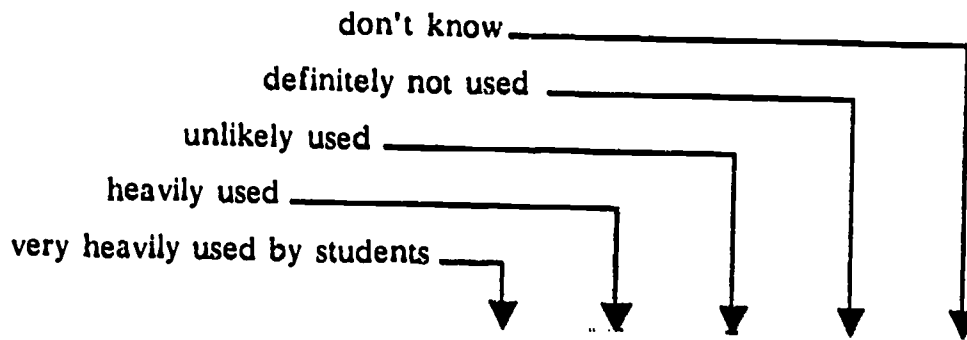 don't know
definitely not used
unlikely used
heavily used
very heavily used by students